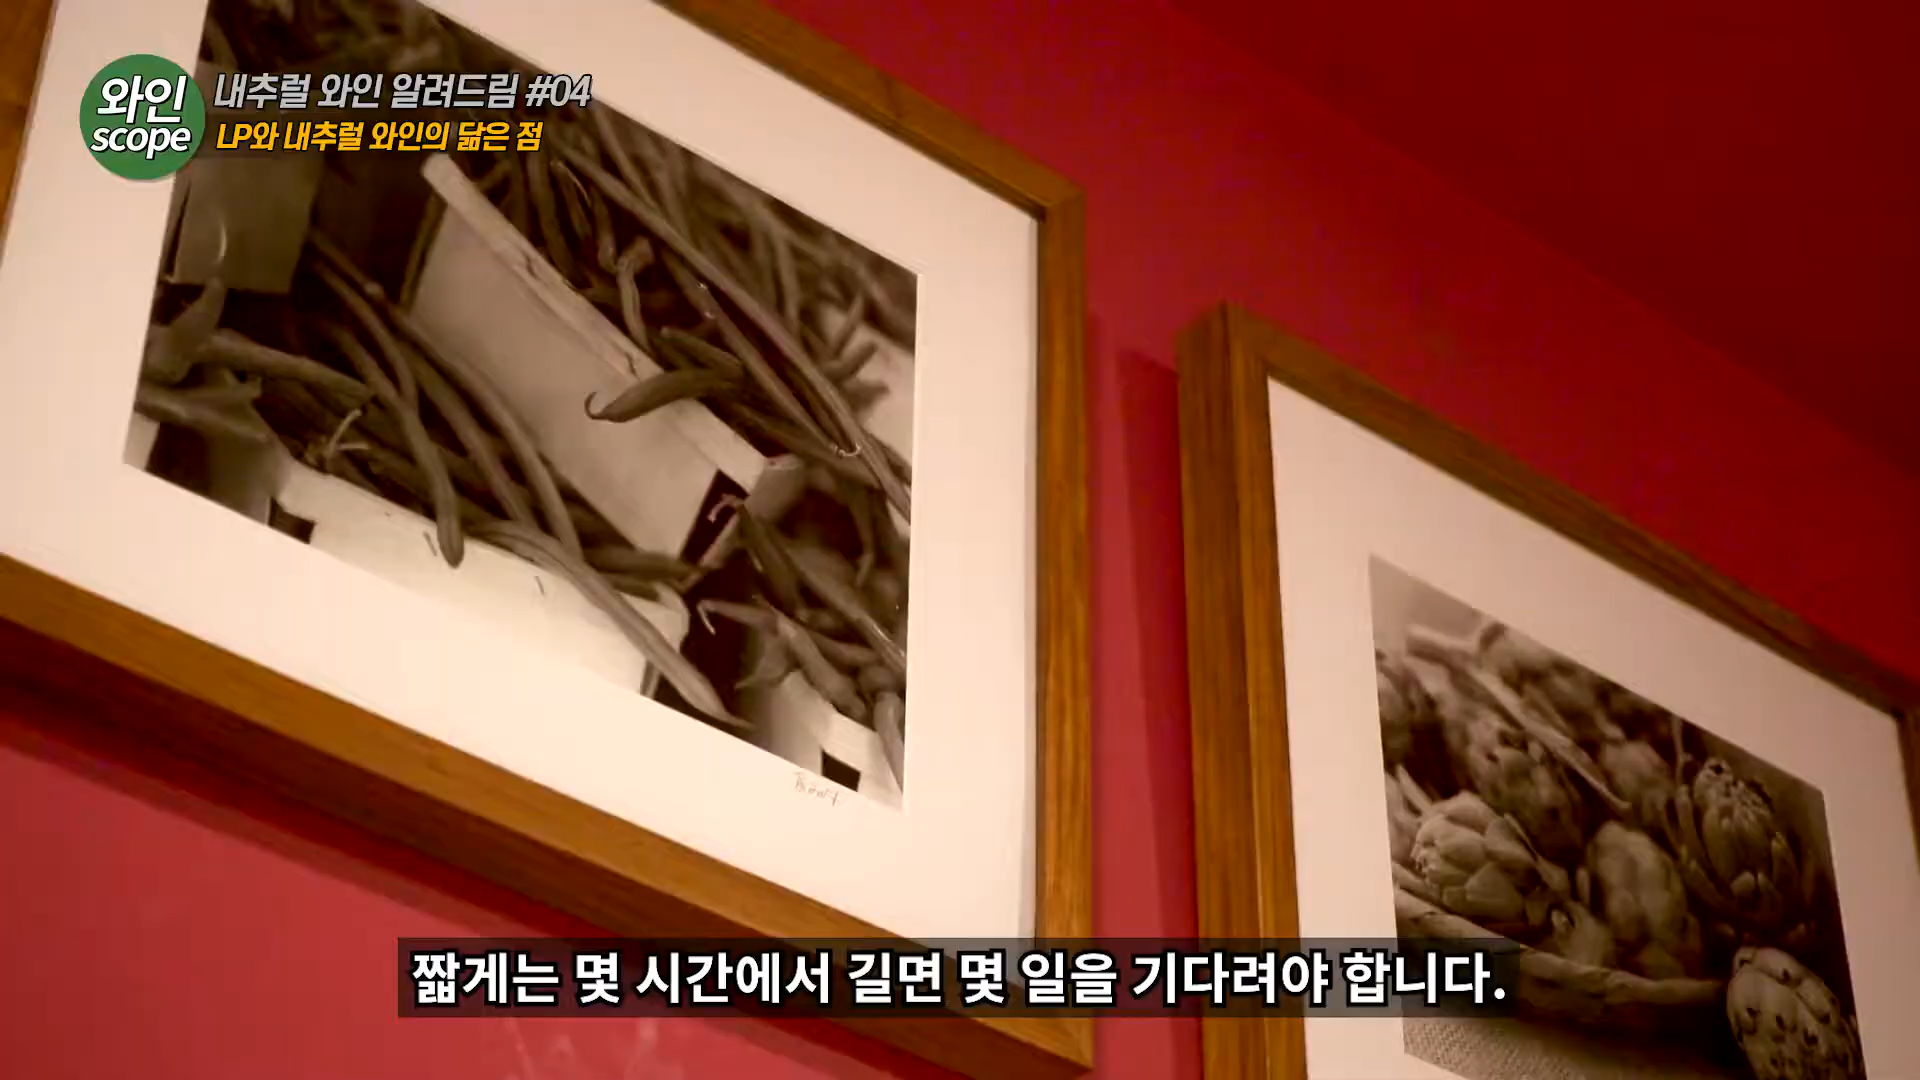 와인
scope
내추럴 와인 알려드림 #04
LP와 내추럴 와인의 닮은 점
짧게는 몇 시간에서 길면 몇 일을 기다려야 합니다.